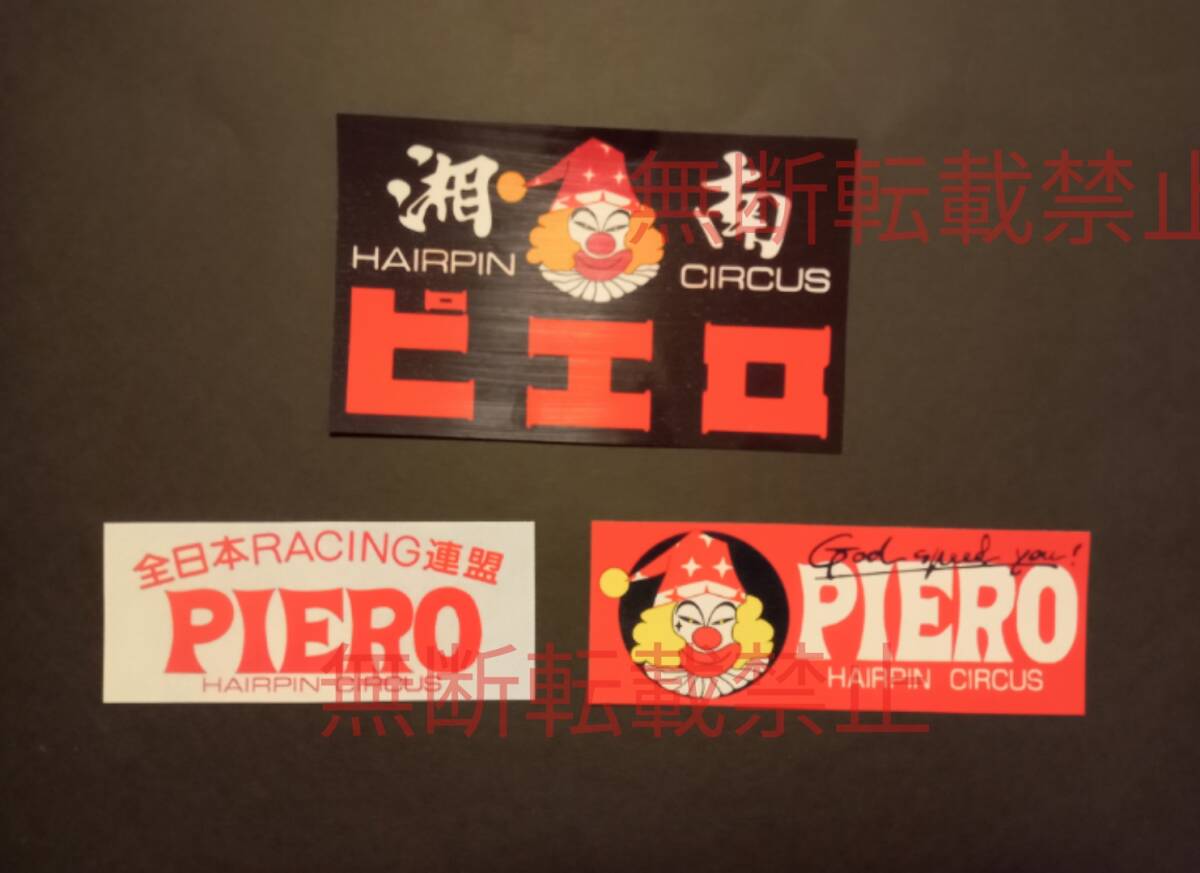 湘南
HAIRPIN CIRCUS
ピエロ
無断転載禁止
全日本RACING連盟
PIERO
HAIRPIN CIRCUS
Good speed you!
PIERO
HAIRPIN CIRCUS
無断転載禁止